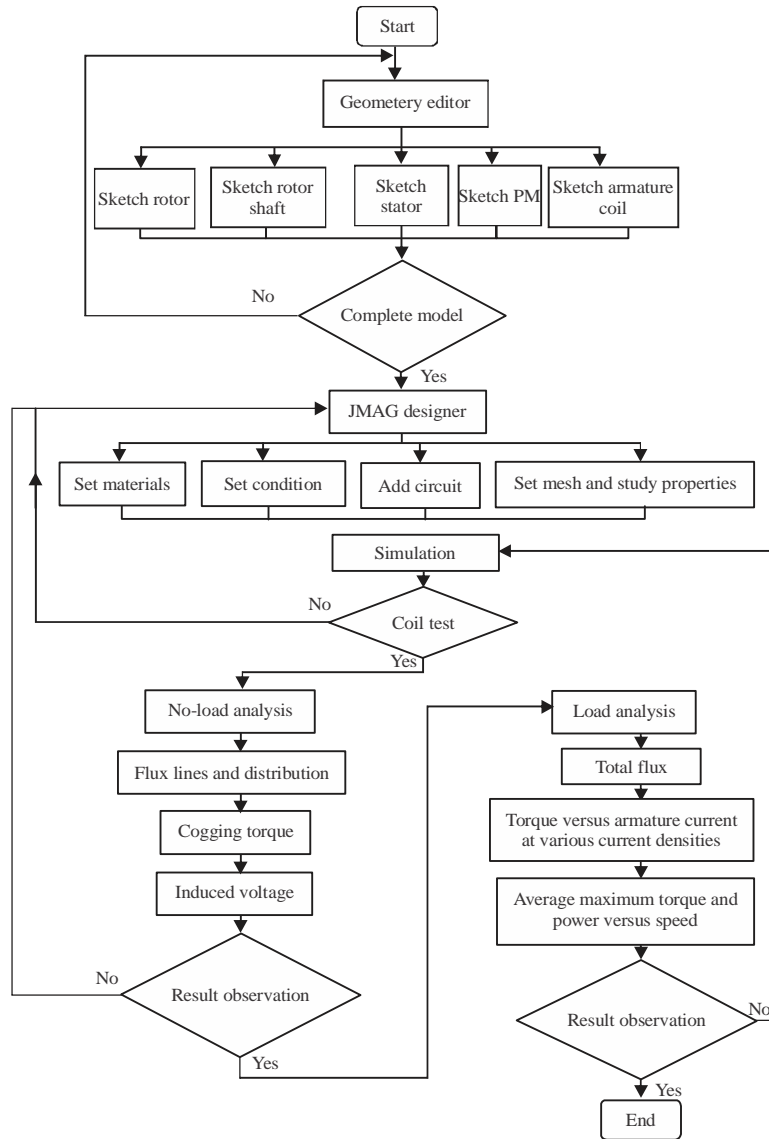 Start
Geometery editor
Sketch rotor
Sketch rotor
shaft
Sketch
stator
Sketch PM
Sketch armature
coil
No
Complete model
Yes
JMAG designer
Set materials
Set condition
Add circuit
Set mesh and study properties
Simulation
No
Coil test
Yes
No-load analysis
Flux lines and distribution
Cogging torque
Induced voltage
No
Result observation
Yes
Load analysis
Total flux
Torque versus armature current
at various current densities
Average maximum torque and
power versus speed
Result observation
No
Yes
End